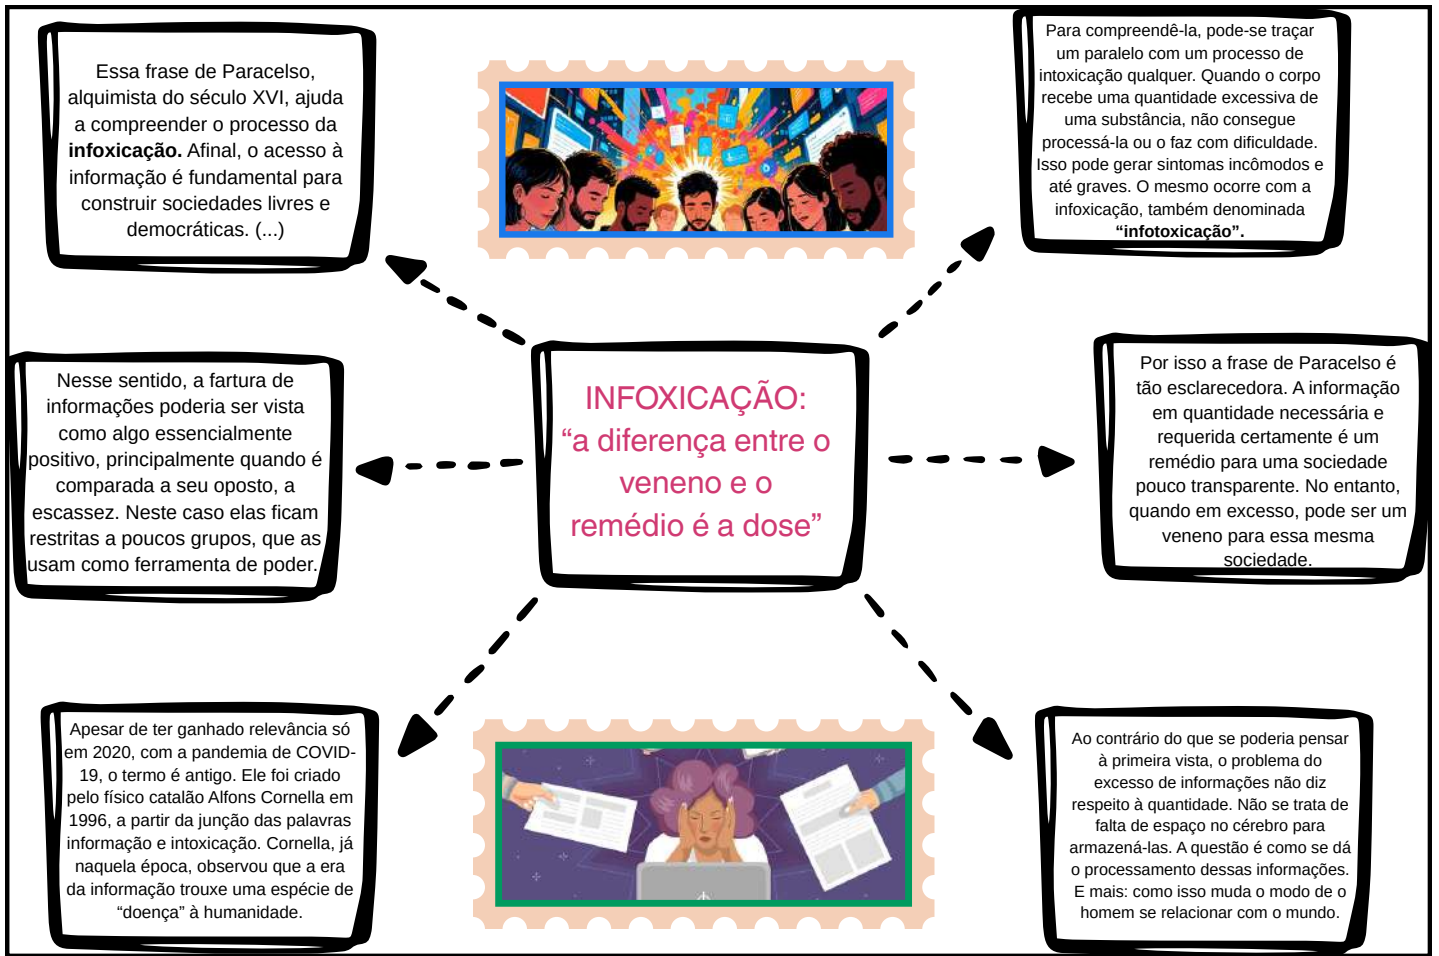 Essa frase de Paracelso,
alquimista do século XVI, ajuda
a compreender o processo da
infoxicação. Afinal, o acesso à
informação é fundamental para
construir sociedades livres e
democráticas. (...)
Para compreendê-la, pode-se traçar
um paralelo com um processo de
intoxicação qualquer. Quando o corpo
recebe uma quantidade excessiva de
uma substância, não consegue
processá-la ou o faz com dificuldade.
Isso pode gerar sintomas incômodos e
até graves. O mesmo ocorre com a
infoxicação, também denominada
“infotoxicação”.
Nesse sentido, a fartura de
informações poderia ser vista
como algo essencialmente
positivo, principalmente quando é
comparada a seu oposto, a
escassez. Neste caso elas ficam
restritas a poucos grupos, que as
usam como ferramenta de poder.
INFOXICAÇÃO:
“a diferença entre o
veneno e o
remédio é a dose”
Por isso a frase de Paracelso é
tão esclarecedora. A informação
em quantidade necessária e
requerida certamente é um
remédio para uma sociedade
pouco transparente. No entanto,
quando em excesso, pode ser um
veneno para essa mesma
sociedade.
Apesar de ter ganhado relevância só
em 2020, com a pandemia de COVID-
19, o termo é antigo. Ele foi criado
pelo físico catalão Alfons Cornella em
1996, a partir da junção das palavras
informação e intoxicação. Cornella, já
naquela época, observou que a era
da informação trouxe uma espécie de
“doença” à humanidade.
Ao contrário do que se poderia pensar
à primeira vista, o problema do
excesso de informações não diz
respeito à quantidade. Não se trata de
falta de espaço no cérebro para
armazená-las. A questão é como se dá
o processamento dessas informações.
E mais: como isso muda o modo de o
homem se relacionar com o mundo.